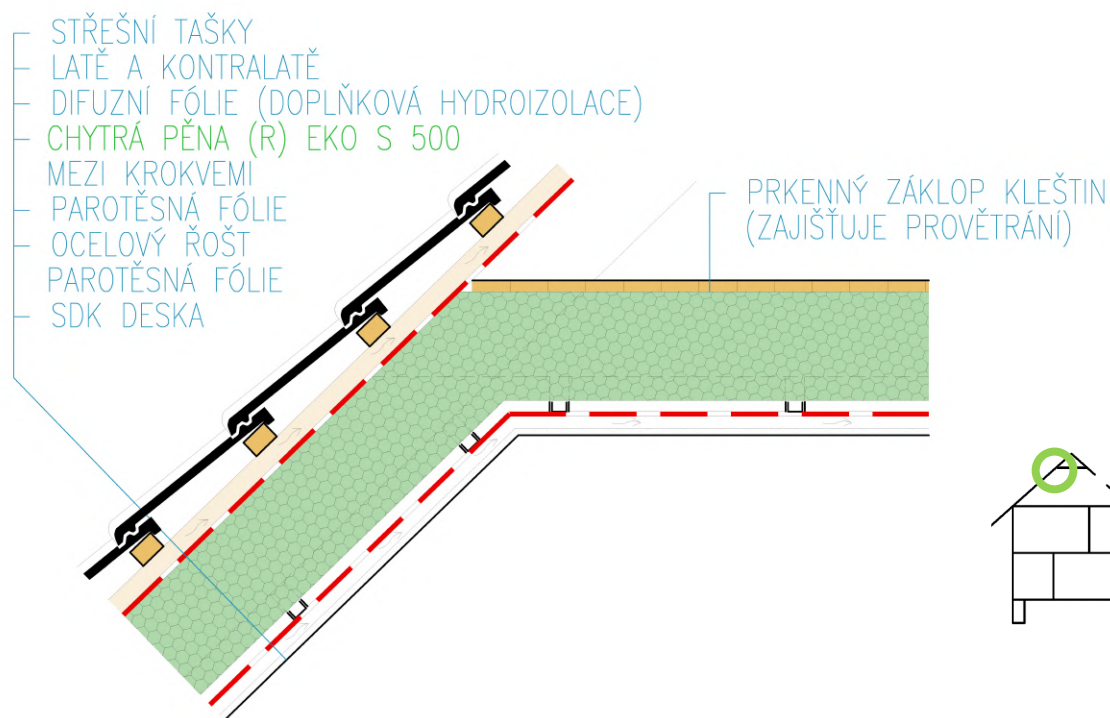 STŘEŠNÍ TAŠKY
LATĚ A KONTRALATĚ
DIFUZNÍ FÓLIE (DOPLŇKOVÁ HYDROIZOLACE)
CHYTRÁ PĚNA (R) EKO S 500
MEZI KROKVEMI
PAROTĚSNÁ FÓLIE
OCELOVÝ ROŠT
PAROTĚSNÁ FÓLIE
SDK DESKA
PRKENNÝ ZÁKLOP KLEŠTIN
(ZAJIŠŤUJE PROVĚTRÁNÍ)